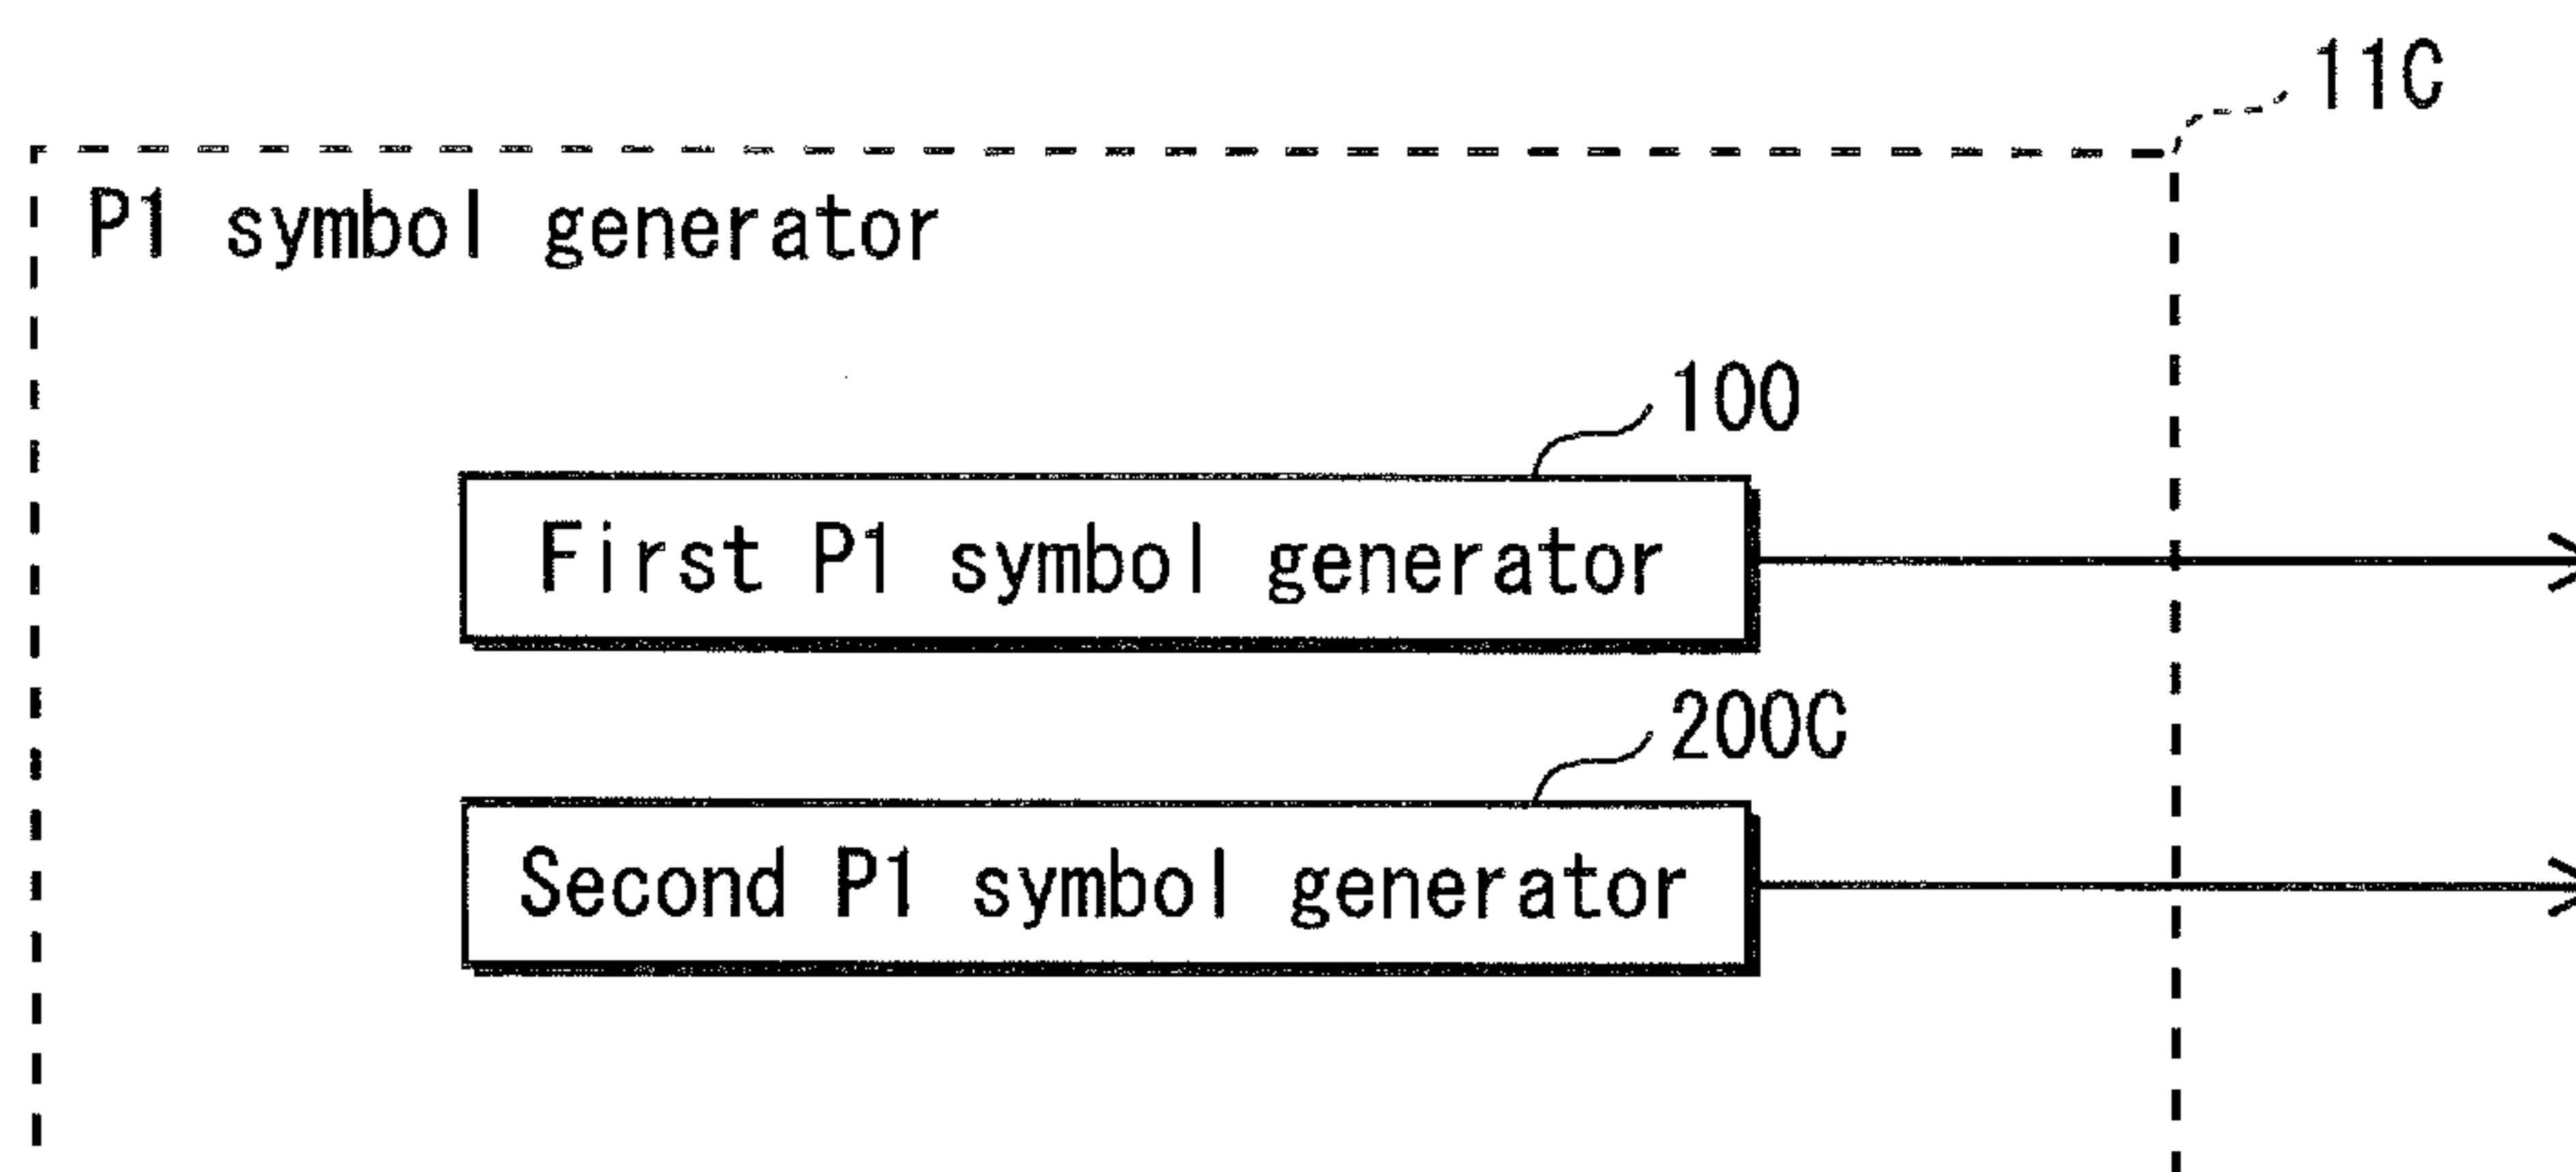 11C
P1 symbol generator
100
First P1 symbol generator
200C
Second P1 symbol generator